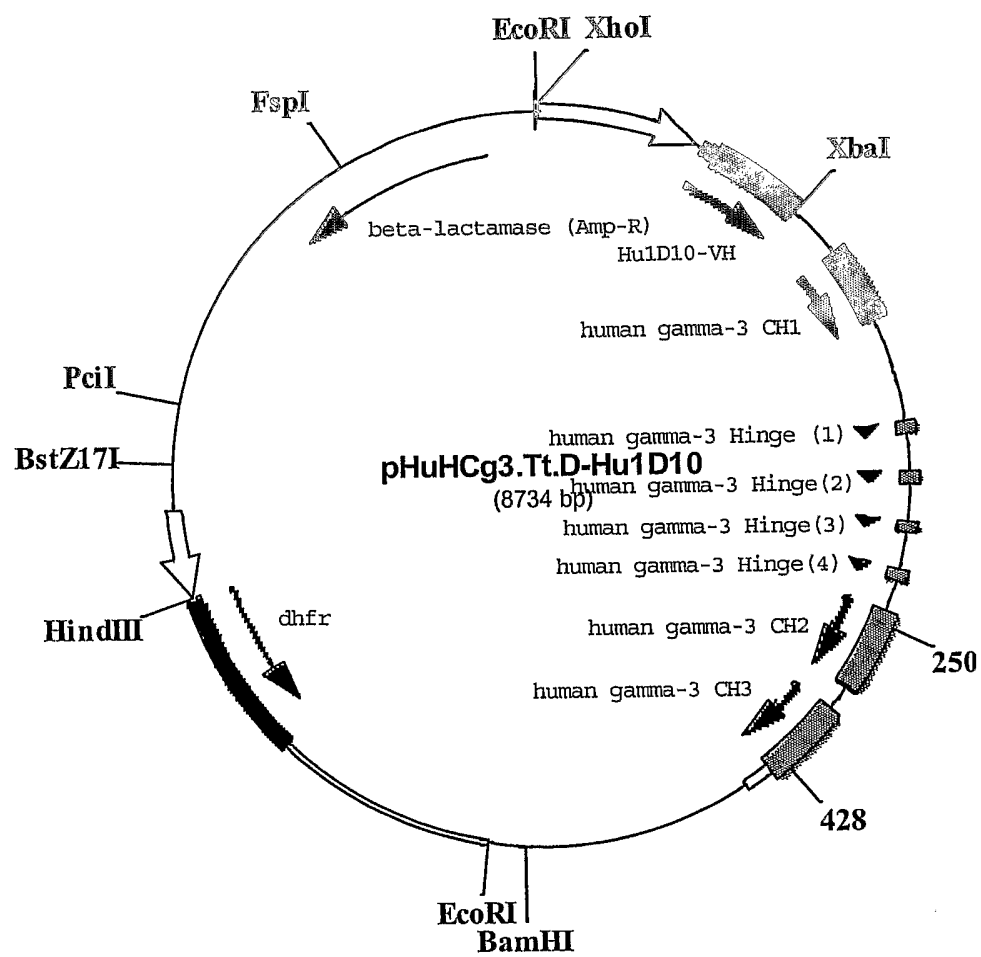 EcoRI XhoI
FspI
XbaI
beta-lactamase (Amp-R)
Hu1D10-VH
human gamma-3 CH1
PciI
human gamma-3 Hinge (1)
BstZ17I
pHuHCg3.Tt.D-Hu1D10
human gamma-3 Hinge(2)
(8734 bp)
human gamma-3 Hinge(3)
human gamma-3 Hinge(4)
HindIII
dhfr
human gamma-3 CH2
250
human gamma-3 CH3
428
EcoRI
BamHI